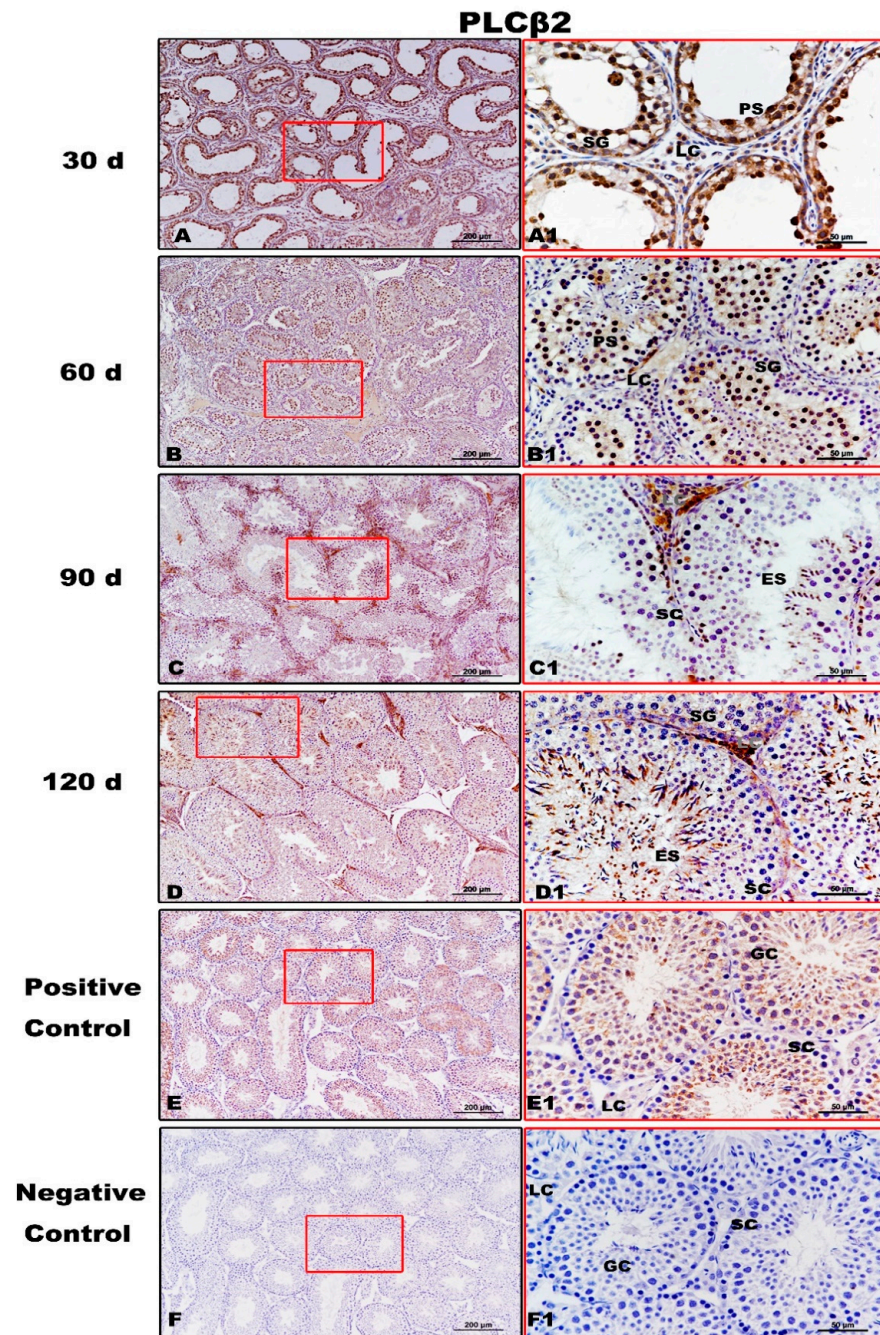 PLCβ2
30 d
A
200 µm
PS
SG
LC
A1
50 µm
60 d
B
200 µm
PS
SG
LC
B1
50 µm
90 d
C
200 µm
ES
SC
C1
50 µm
120 d
D
200 µm
SG
ES
SC
D1
50 µm
Positive
Control
E
200 µm
GC
SC
LC
E1
50 µm
Negative
Control
F
200 µm
LC
SC
GC
F1
50 µm